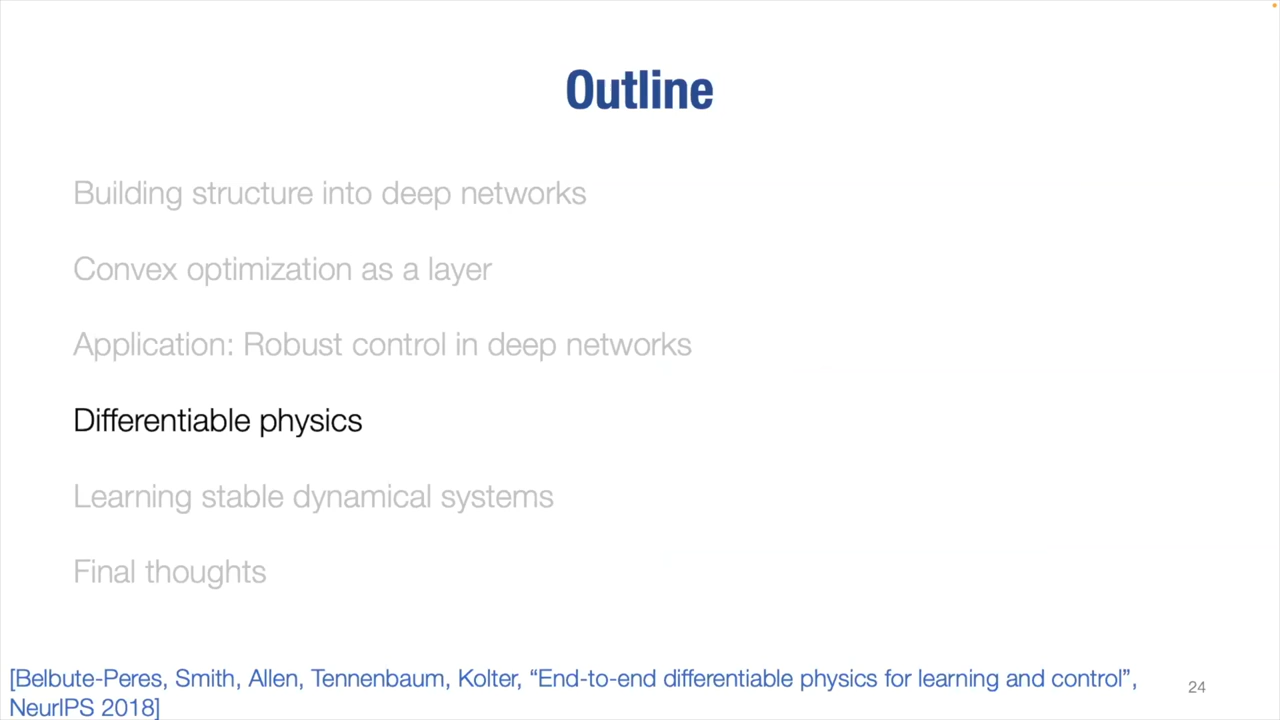 Outline
Building structure into deep networks
Convex optimization as a layer
Application: Robust control in deep networks
Differentiable physics
Learning stable dynamical systems
Final thoughts
[Belbute-Peres, Smith, Allen, Tennenbaum, Kolter, “End-to-end differentiable physics for learning and control”,
NeurIPS 2018]
24